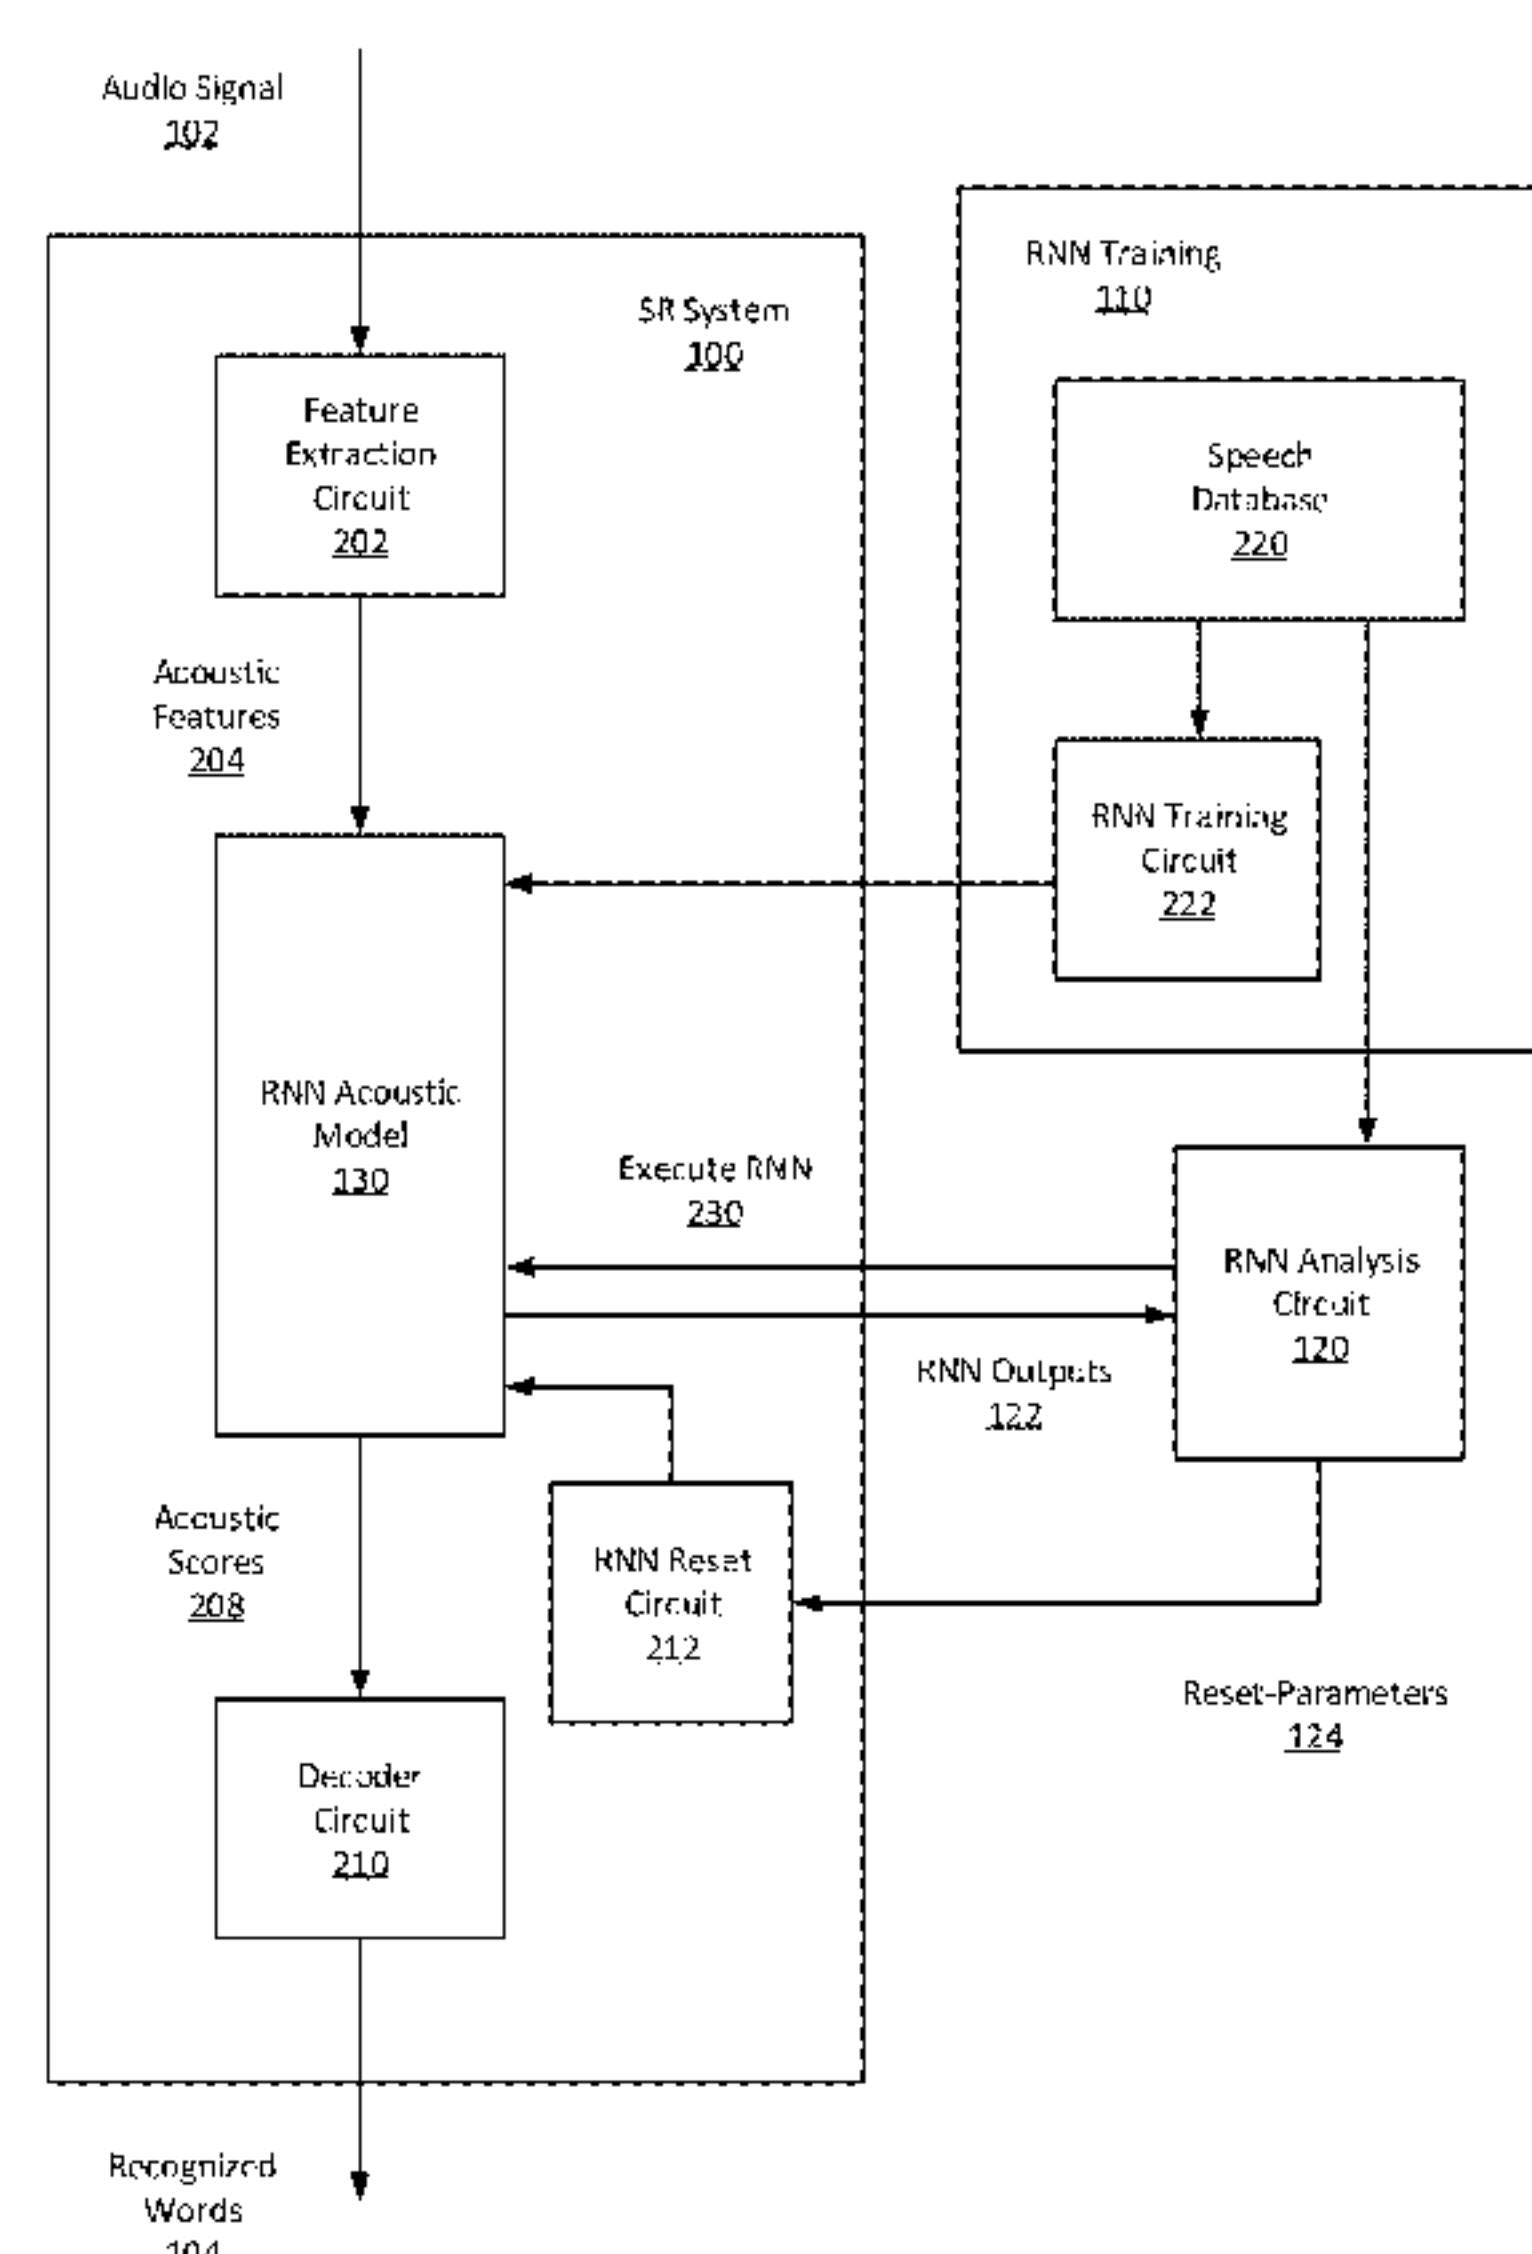 Audio Signal
102
SR System
100
Feature
Extraction
Circuit
202
Acoustic
Features
204
RNN Acoustic
Model
130
Acoustic
Scores
208
Decoder
Circuit
210
Recognized
Words
104
RNN Training
110
Speech
Database
220
RNN Training
Circuit
222
Execute RNN
230
RNN Analysis
Circuit
120
RNN Outputs
122
RNN Reset
Circuit
212
Reset-Parameters
124